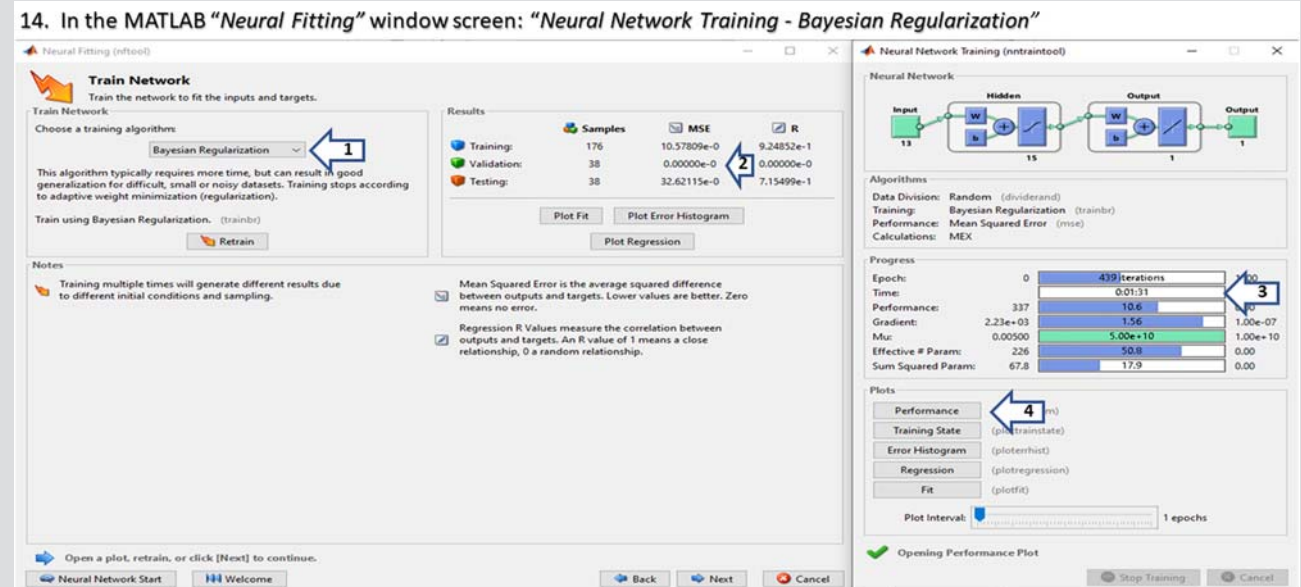 14. In the MATLAB “Neural Fitting” window screen: “Neural Network Training - Bayesian Regularization”
Neural Fitting (nftool)
Train Network
Train the network to fit the inputs and targets.
Train Network
Choose a training algorithm:
Bayesian Regularization
1
This algorithm typically requires more time, but can result in good
generalization for difficult, small or noisy datasets. Training stops according
to adaptive weight minimization (regularization).
Train using Bayesian Regularization. (trainbr)
Retrain
Results
Samples MSE R
Training: 176 10.57809e-0 9.24852e-1
Validation: 38 0.00000e-0 2 0.00000e-0
Testing: 38 32.62115e-0 7.15499e-1
Plot Fit Plot Error Histogram
Plot Regression
Notes
Training multiple times will generate different results due
to different initial conditions and sampling.
Mean Squared Error is the average squared difference
between outputs and targets. Lower values are better. Zero
means no error.
Regression R Values measure the correlation between
outputs and targets. An R value of 1 means a close
relationship, 0 a random relationship.
Open a plot, retrain, or click [Next] to continue.
Neural Network Start Welcome Back Next Cancel
Neural Network Training (nntraintool)
Neural Network
Hidden Output
Input W W Output
b b
13 15 1 1
Algorithms
Data Division: Random (dividerand)
Training: Bayesian Regularization (trainbr)
Performance: Mean Squared Error (mse)
Calculations: MEX
Progress
Epoch: 0 439 iterations
Time: 0:01:31 3
Performance: 337 10.6 0.00
Gradient: 2.23e+03 1.56 1.00e-07
Mu: 0.00500 5.00e+10 1.00e+10
Effective # Param: 226 50.8 0.00
Sum Squared Param: 67.8 17.9 0.00
Plots
Performance 4
Training State
Error Histogram (ploterrhist)
Regression (plotregression)
Fit (plotfit)
Plot Interval: 1 epochs
Opening Performance Plot
Stop Training Cancel